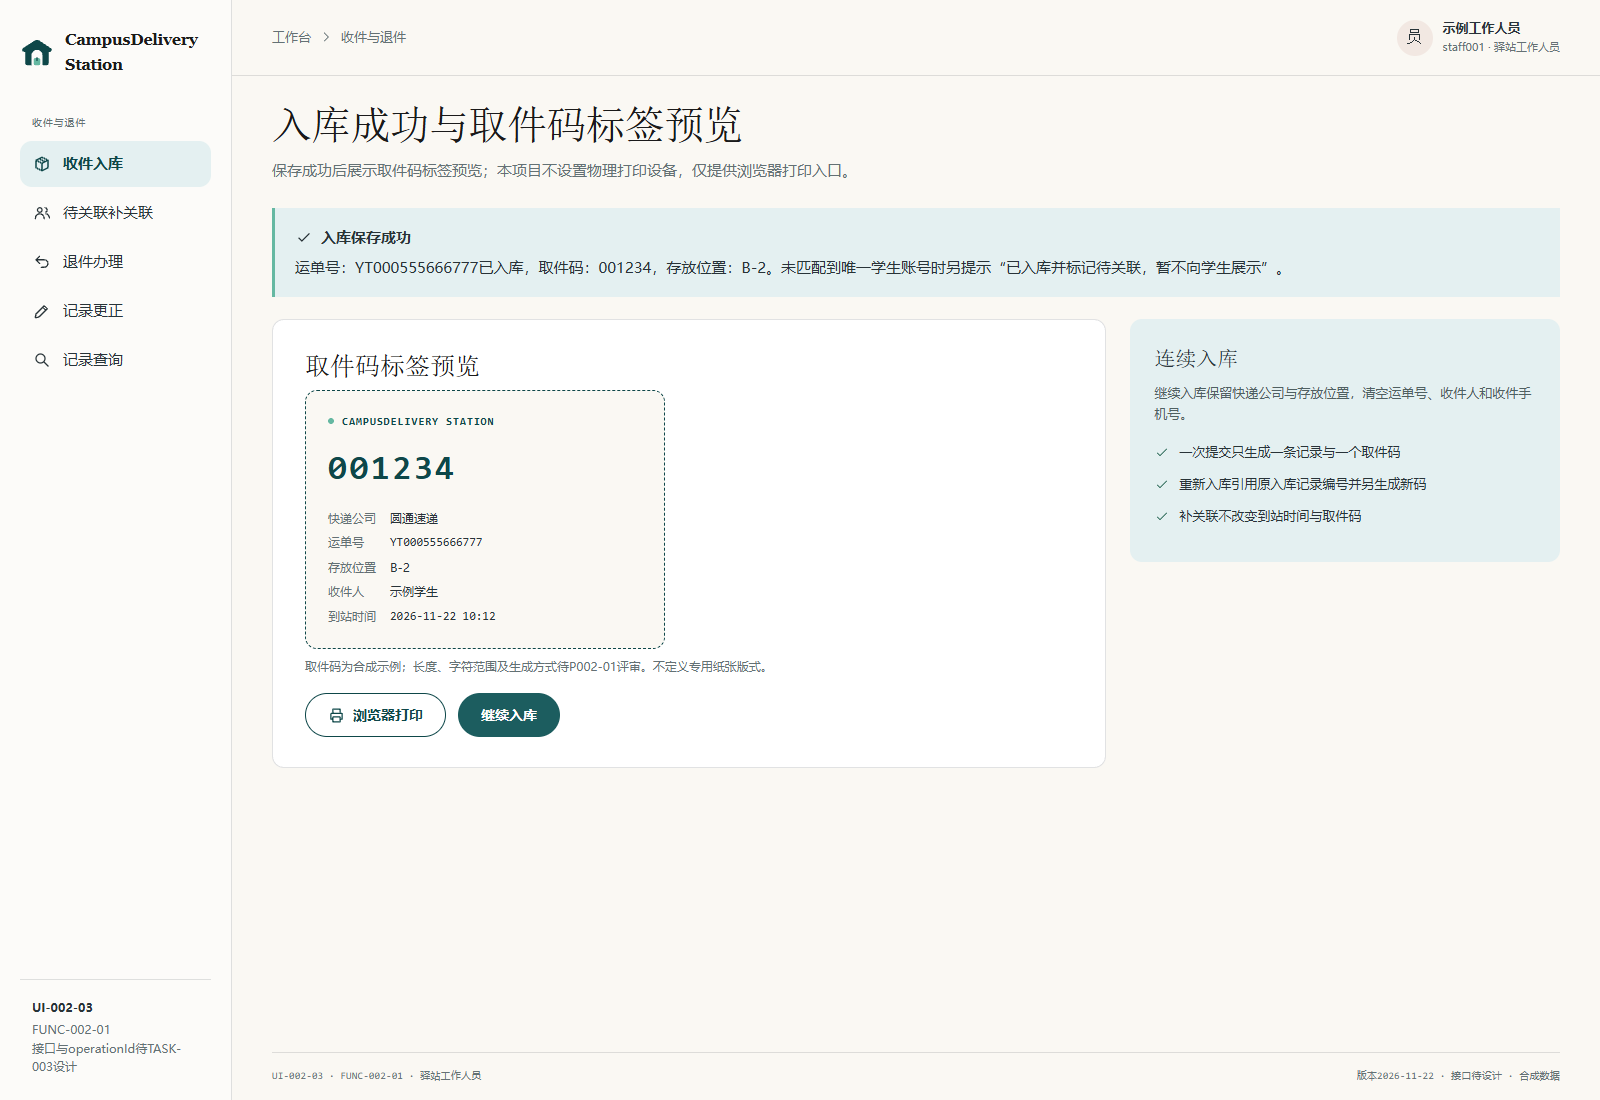 CampusDelivery
Station
收件与退件
收件入库
待关联补关联
退件办理
记录更正
记录查询
UI-002-03
FUNC-002-01
接口与operationId待TASK-
003设计
工作台 > 收件与退件
员
示例工作人员
staff001 · 驿站工作人员
入库成功与取件码标签预览
保存成功后展示取件码标签预览；本项目不设置物理打印设备，仅提供浏览器打印入口。
入库保存成功
运单号：YT000555666777已入库，取件码：001234，存放位置：B-2。未匹配到唯一学生账号时另提示“已入库并标记待关联，暂不向学生展示”。
取件码标签预览
CAMPUSDELIVERY STATION
001234
快递公司 圆通速递
运单号 YT000555666777
存放位置 B-2
收件人 示例学生
到站时间 2026-11-22 10:12
取件码为合成示例；长度、字符范围及生成方式待P002-01评审。不定义专用纸张版式。
浏览器打印
继续入库
连续入库
继续入库保留快递公司与存放位置，清空运单号、收件人和收件手
机号。
一次提交只生成一条记录与一个取件码
重新入库引用原入库记录编号并另生成新码
补关联不改变到站时间与取件码
UI-002-03 · FUNC-002-01 · 驿站工作人员
版本2026-11-22 · 接口待设计 · 合成数据